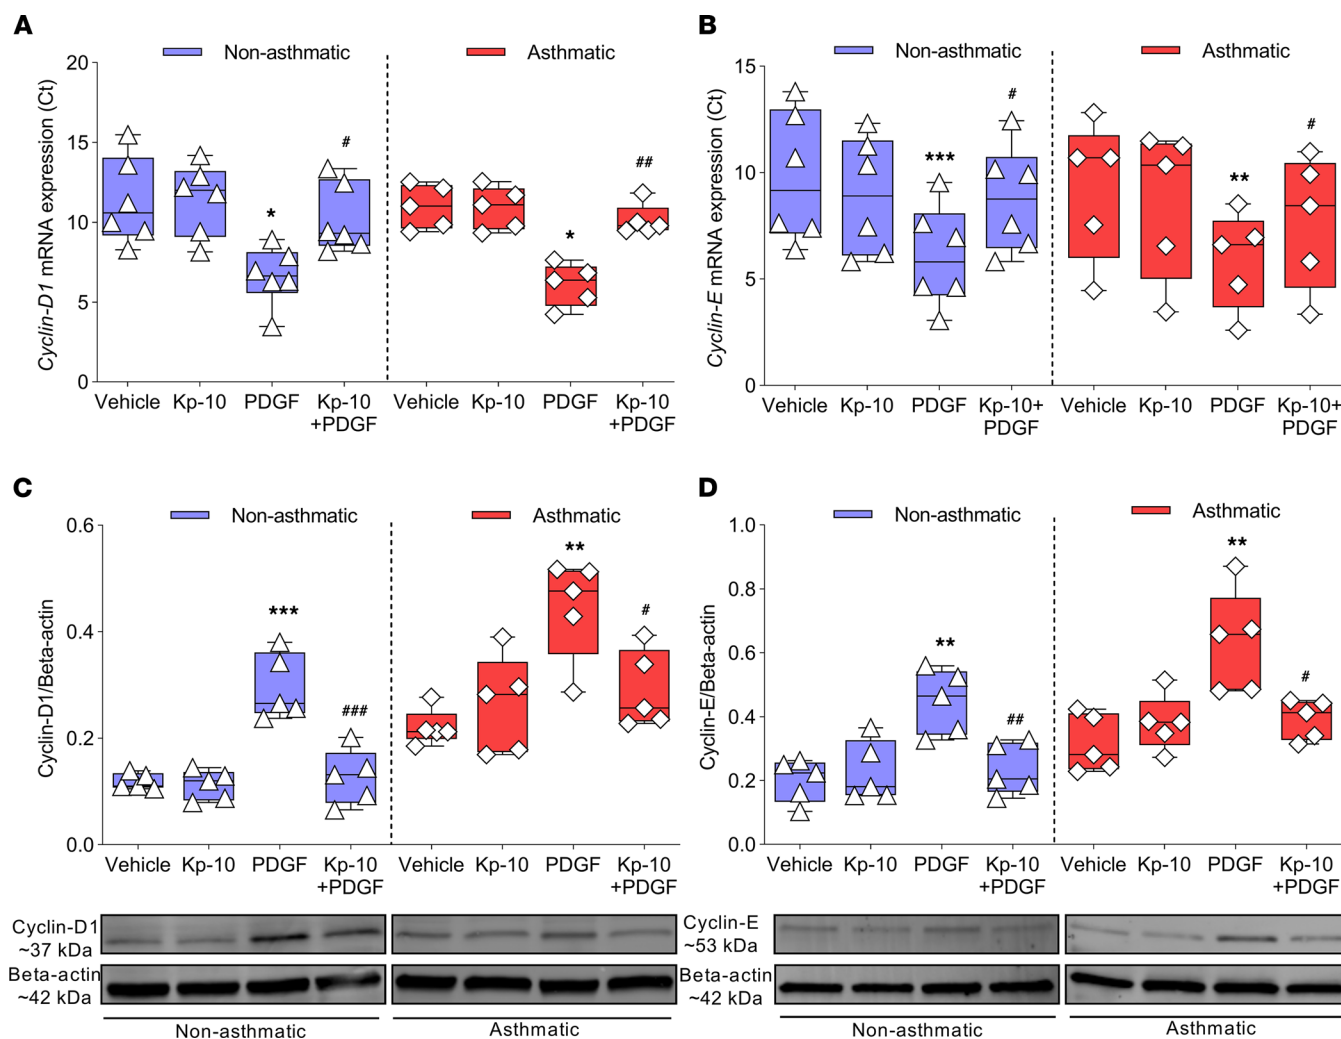 A
Non-asthmatic
Asthmatic
Cyclin-D1 mRNA expression (Ct)
20
15
10
5
0
*
#
*
##
Vehicle
Kp-10
PDGF
Kp-10
+PDGF
Vehicle
Kp-10
PDGF
Kp-10
+PDGF
B
Non-asthmatic
Asthmatic
Cyclin-E mRNA expression (Ct)
15
10
5
0
***
#
**
#
Vehicle
Kp-10
PDGF
Kp-10+
PDGF
Vehicle
Kp-10
PDGF
Kp-10+
PDGF
C
Non-asthmatic
Asthmatic
Cyclin-D1/Beta-actin
0.6
0.4
0.2
0.0
***
###
**
#
Vehicle
Kp-10
PDGF
Kp-10
+PDGF
Vehicle
Kp-10
PDGF
Kp-10
+PDGF
Cyclin-D1
~37 kDa
Beta-actin
~42 kDa
Non-asthmatic
Asthmatic
D
Non-asthmatic
Asthmatic
Cyclin-E/Beta-actin
1.0
0.8
0.6
0.4
0.2
0.0
**
##
**
#
Vehicle
Kp-10
PDGF
Kp-10
+PDGF
Vehicle
Kp-10
PDGF
Kp-10
+PDGF
Cyclin-E
~53 kDa
Beta-actin
~42 kDa
Non-asthmatic
Asthmatic